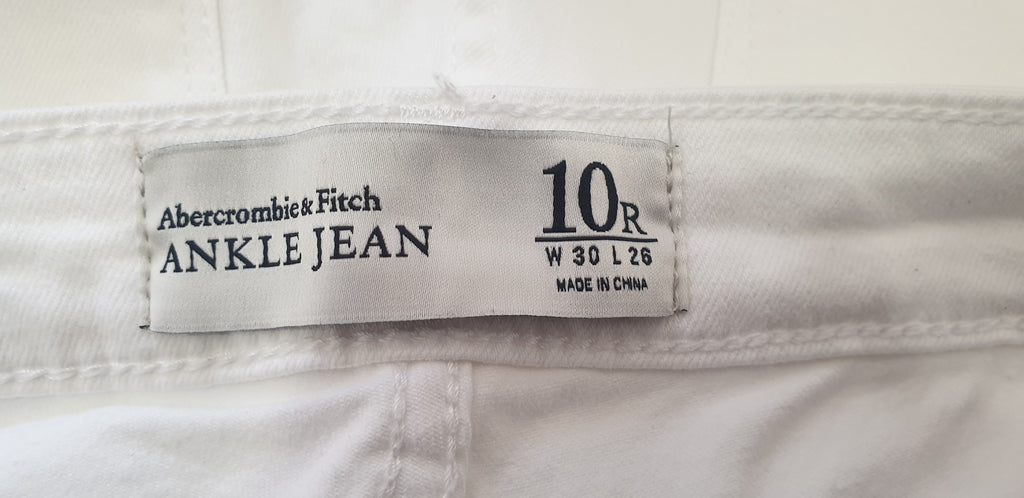 Abercrombie & Fitch
ANKLE JEAN
10R
W 30 L 26
MADE IN CHINA